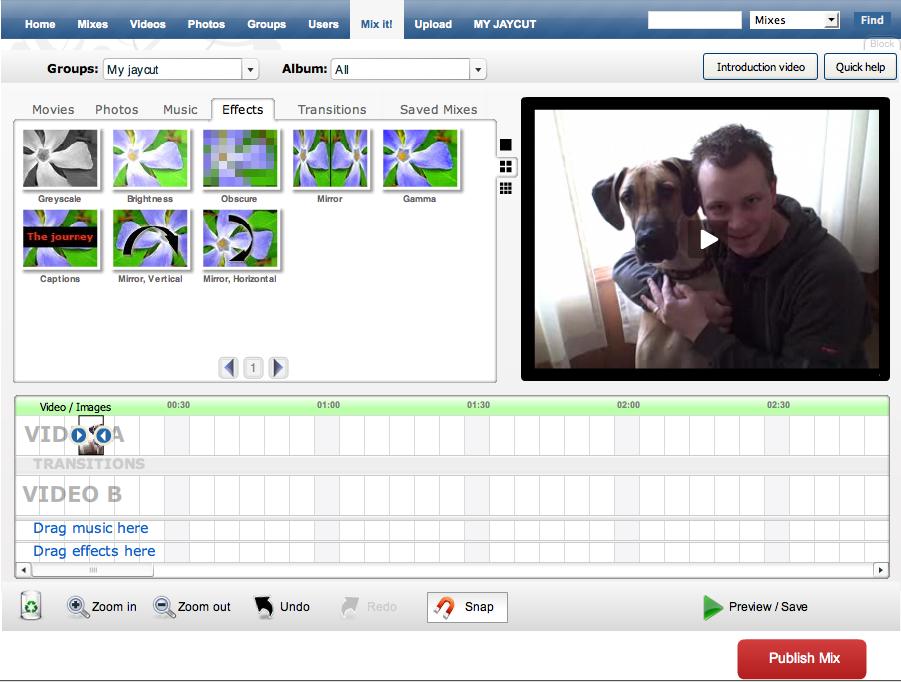 Home Mixes Videos Photos Groups Users Mix it! Upload MY JAYCUT Mixes Find
Block
Groups: My jaycut Album: All Introduction video Quick help
Movies Photos Music Effects Transitions Saved Mixes
Greyscale Brightness Obscure Mirror Gamma
The journey
Captions Mirror, Vertical Mirror, Horizontal
1
Video / Images 00:30 01:00 01:30 02:00 02:30
VIDEO A
TRANSITIONS
VIDEO B
Drag music here
Drag effects here
Zoom in Zoom out Undo Redo Snap Preview / Save
Publish Mix